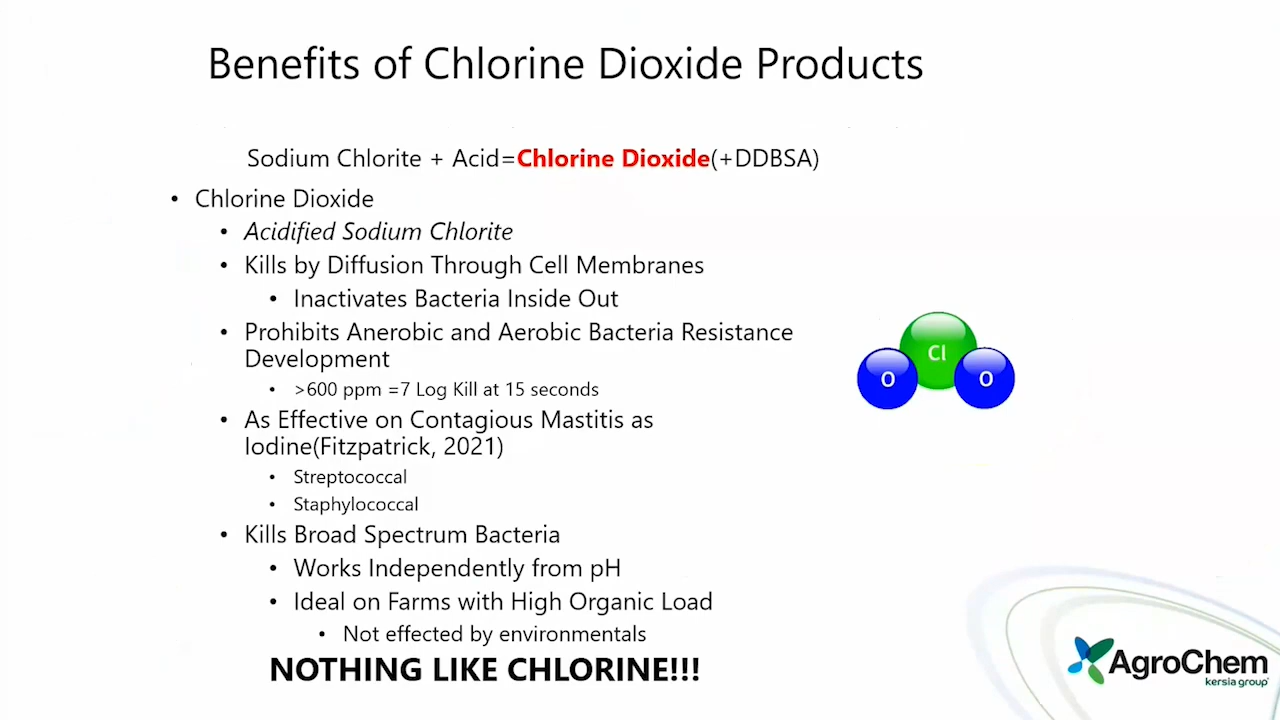 Benefits of Chlorine Dioxide Products
Sodium Chlorite + Acid=Chlorine Dioxide(+DDBSA)
• Chlorine Dioxide
• Acidified Sodium Chlorite
• Kills by Diffusion Through Cell Membranes
• Inactivates Bacteria Inside Out
• Prohibits Anerobic and Aerobic Bacteria Resistance
Development
• >600 ppm =7 Log Kill at 15 seconds
• As Effective on Contagious Mastitis as
Iodine(Fitzpatrick, 2021)
• Streptococcal
• Staphylococcal
• Kills Broad Spectrum Bacteria
• Works Independently from pH
• Ideal on Farms with High Organic Load
• Not effected by environmentals
NOTHING LIKE CHLORINE!!!
Cl
O O
AgroChem
kersia group